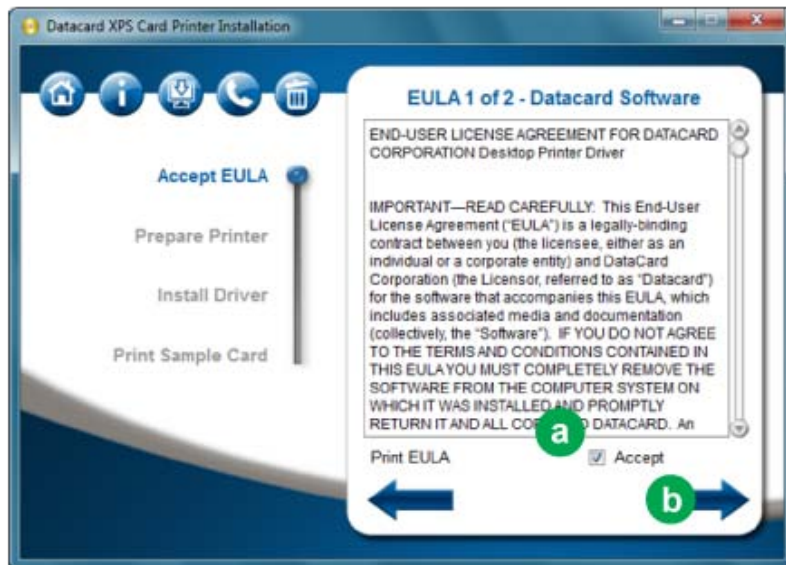 Datacard XPS Card Printer Installation
EULA 1 of 2 - Datacard Software
Accept EULA
Prepare Printer
Install Driver
Print Sample Card
END-USER LICENSE AGREEMENT FOR DATACARD
CORPORATION Desktop Printer Driver
IMPORTANT—READ CAREFULLY: This End-User
License Agreement ("EULA") is a legally-binding
contract between you (the licensee, either as an
individual or a corporate entity) and DataCard
Corporation (the Licensor, referred to as "Datacard")
for the software that accompanies this EULA, which
includes associated media and documentation
(collectively, the "Software"). IF YOU DO NOT AGREE
TO THE TERMS AND CONDITIONS CONTAINED IN
THIS EULA YOU MUST COMPLETELY REMOVE THE
SOFTWARE FROM THE COMPUTER SYSTEM ON
WHICH IT WAS INSTALLED AND PROMPTLY
RETURN IT AND ALL DATACARD. An
a
Print EULA
Accept
b